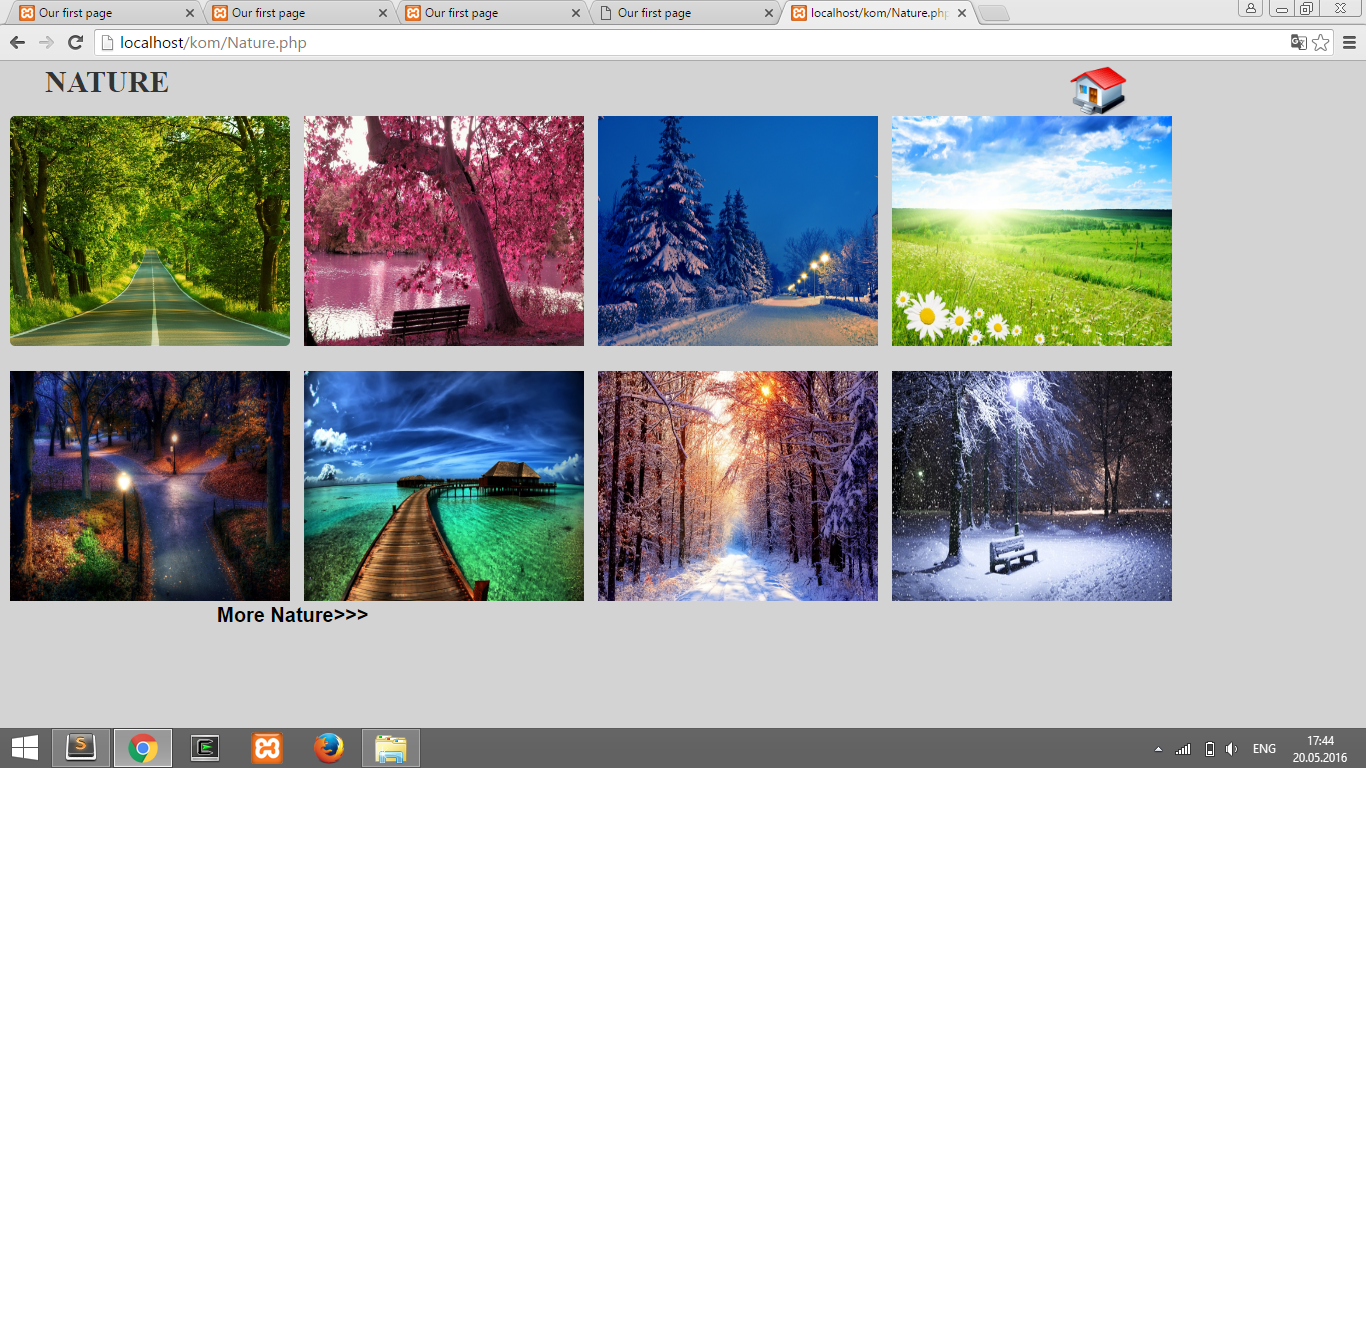 Our first page
Our first page
Our first page
Our first page
localhost/kom/Nature.php
localhost/kom/Nature.php
NATURE
More Nature>>>
ENG
17:44
20.05.2016